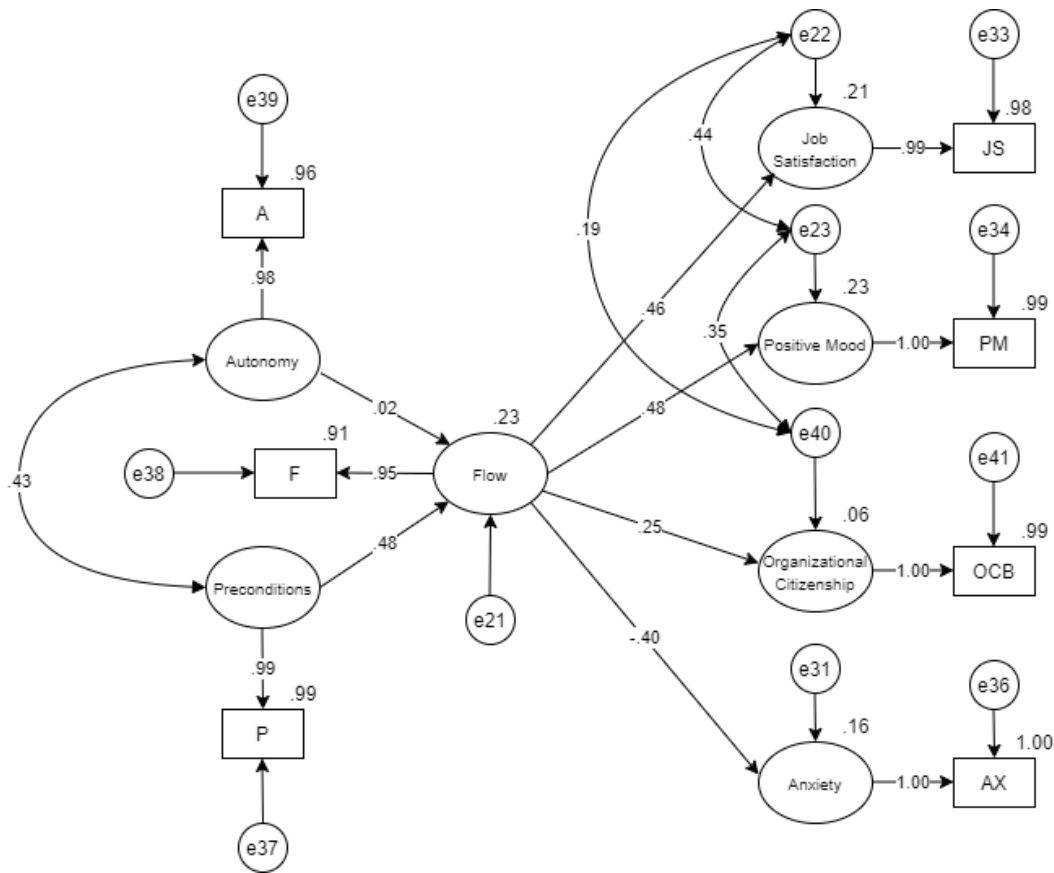 e22
e33
.21
.98
Job
Satisfaction
.99
JS
e39
.96
A
.44
.98
.19
e23
e34
.23
.99
.46
Positive Mood
1.00
PM
.35
Autonomy
.02
.48
.23
.91
e40
e41
e38
F
.95
Flow
.43
.25
.06
.99
.48
Organizational
Citizenship
1.00
OCB
Preconditions
e21
-.40
.99
.99
e31
e36
P
.16
1.00
Anxiety
1.00
AX
e37